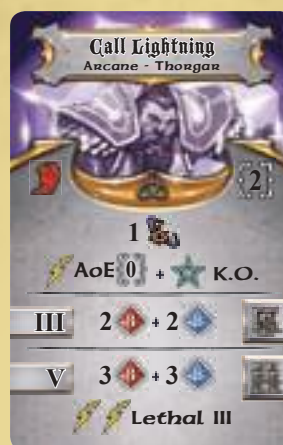 Call Lightning
Arcane - Thorgar
2
1
AoE 0 + K.O.
III 2 + 2
V 3 + 3
Lethal III